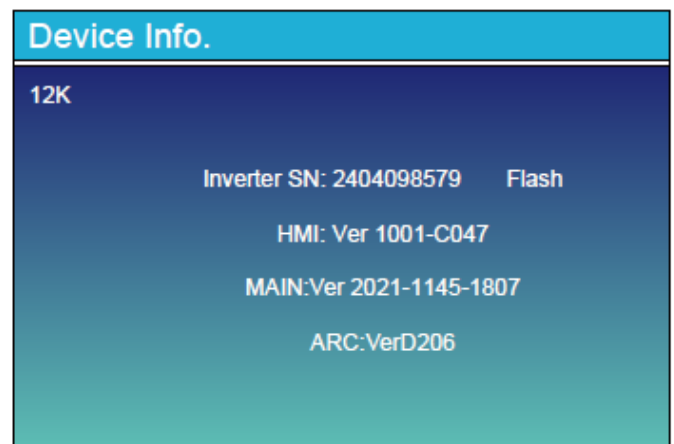 Device Info.
12K
Inverter SN: 2404098579 Flash
HMI: Ver 1001-C047
MAIN:Ver 2021-1145-1807
ARC:VerD206